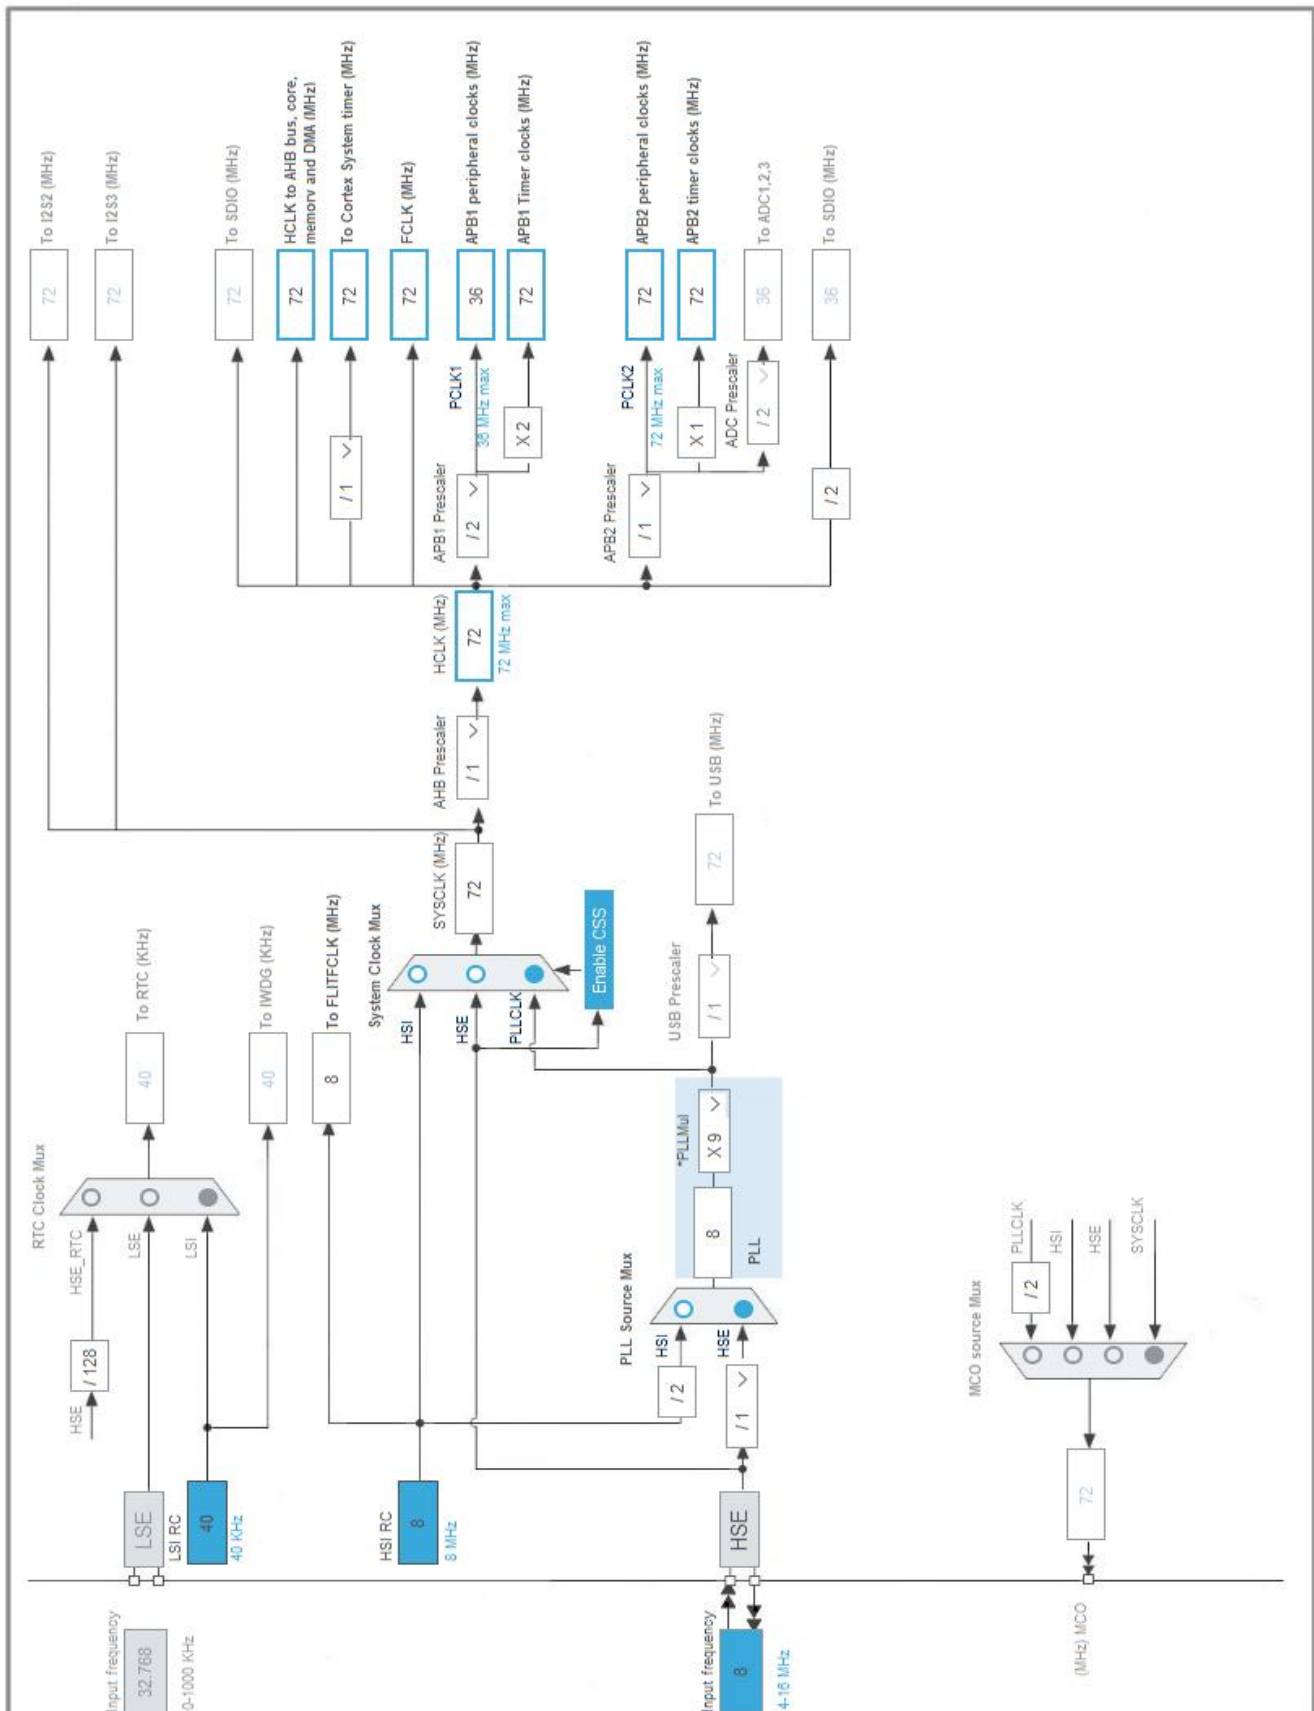 To I2S2 (MHz)
72
To I2S3 (MHz)
72
RTC Clock Mux
HSE
/ 128
HSE_RTC
Input frequency
32.768
0-1000 KHz
LSE
LSE
40
To RTC (KHz)
LSI RC
40
40 KHz
LSI
40
To IWDG (KHz)
72
To SDIO (MHz)
72
HCLK to AHB bus, core,
memorv and DMA (MHz)
8
To FLITFCLK (MHz)
/ 1
72
To Cortex System timer (MHz)
72
FCLK (MHz)
System Clock Mux
HSI RC
8
8 MHz
HSI
HSE
PLLCLK
Enable CSS
SYSCLK (MHz)
72
AHB Prescaler
/ 1
HCLK (MHz)
72
72 MHz max
APB1 Prescaler
/ 2
PCLK1
36 MHz max
36
APB1 peripheral clocks (MHz)
X 2
72
APB1 Timer clocks (MHz)
APB2 Prescaler
/ 1
PCLK2
72 MHz max
72
APB2 peripheral clocks (MHz)
X 1
72
APB2 timer clocks (MHz)
ADC Prescaler
/ 2
36
To ADC1,2,3
/ 2
36
To SDIO (MHz)
PLL Source Mux
HSI
/ 2
HSE
Input frequency
8
4-16 MHz
HSE
/ 1
8
*PLLMul
X 9
PLL
USB Prescaler
/ 1
72
To USB (MHz)
MCO source Mux
/ 2
PLLCLK
HSI
HSE
SYSCLK
72
(MHz) MCO